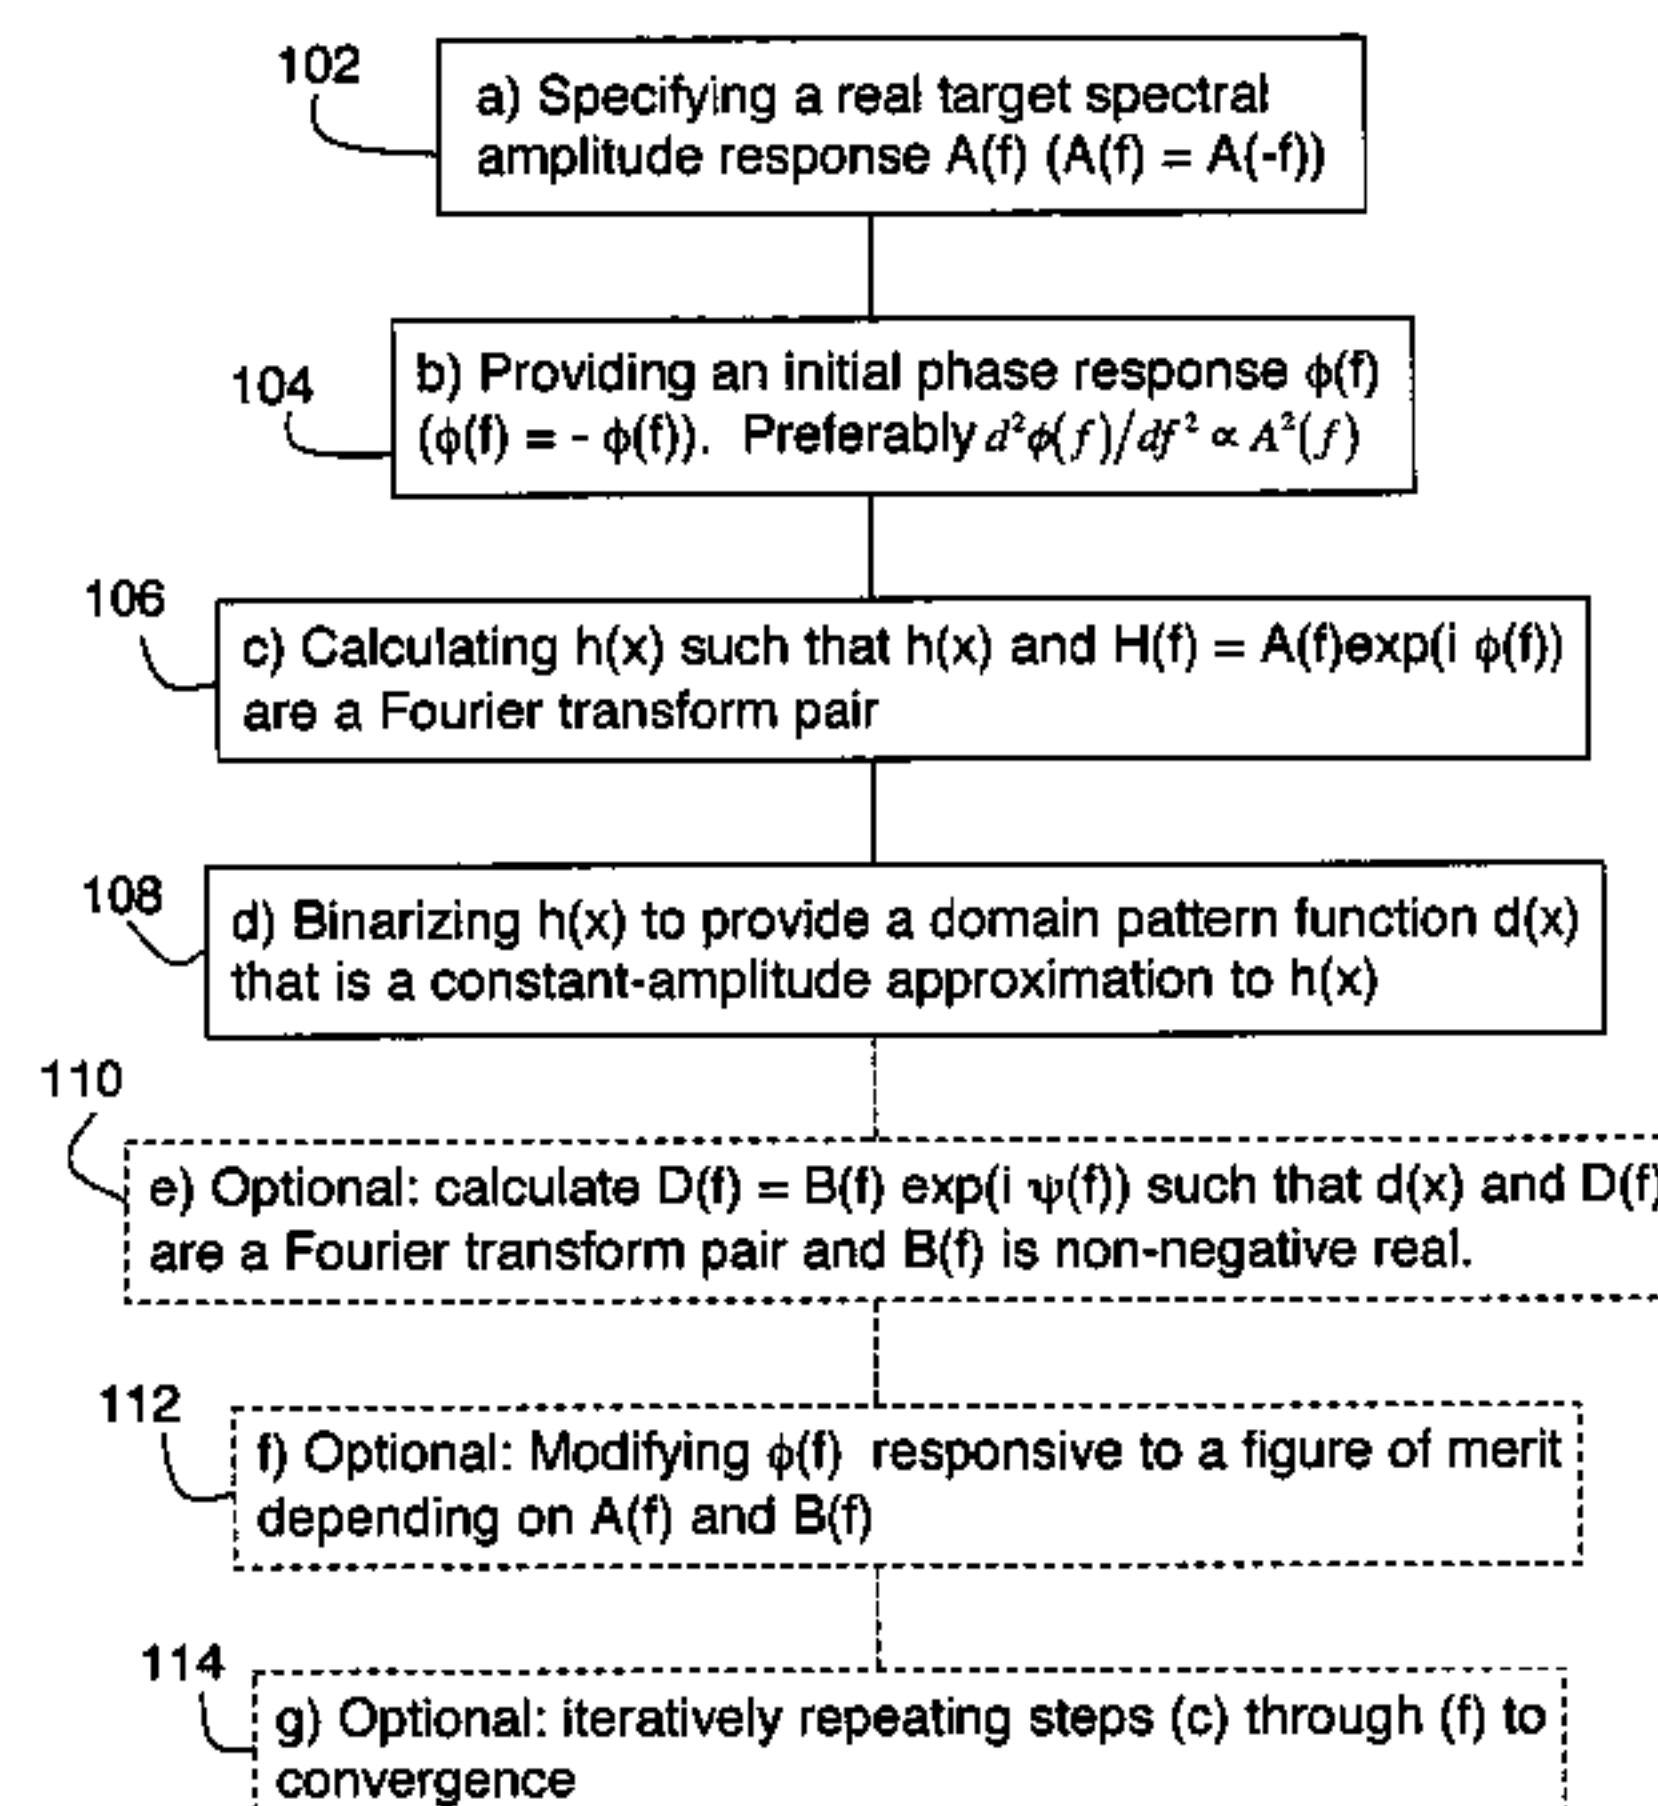 102
a) Specifying a real target spectral
amplitude response A(f) (A(f) = A(-f))
104
b) Providing an initial phase response ϕ(f)
(ϕ(f) = - ϕ(f)). Preferably d²ϕ(f)/df² ∝ A²(f)
106
c) Calculating h(x) such that h(x) and H(f) = A(f)exp(i ϕ(f))
are a Fourier transform pair
108
d) Binarizing h(x) to provide a domain pattern function d(x)
that is a constant-amplitude approximation to h(x)
110
e) Optional: calculate D(f) = B(f) exp(i ψ(f)) such that d(x) and D(f)
are a Fourier transform pair and B(f) is non-negative real.
112
f) Optional: Modifying ϕ(f) responsive to a figure of merit
depending on A(f) and B(f)
114
g) Optional: iteratively repeating steps (c) through (f) to
convergence